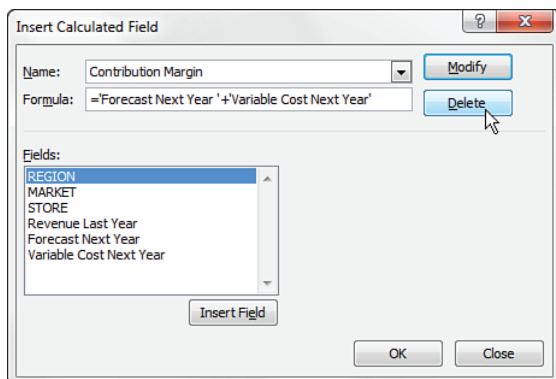 Insert Calculated Field
?
Name: Contribution Margin Modify
Formula: ='Forecast Next Year '+'Variable Cost Next Year' Delete
Fields:
REGION
MARKET
STORE
Revenue Last Year
Forecast Next Year
Variable Cost Next Year
Insert Field
OK Close